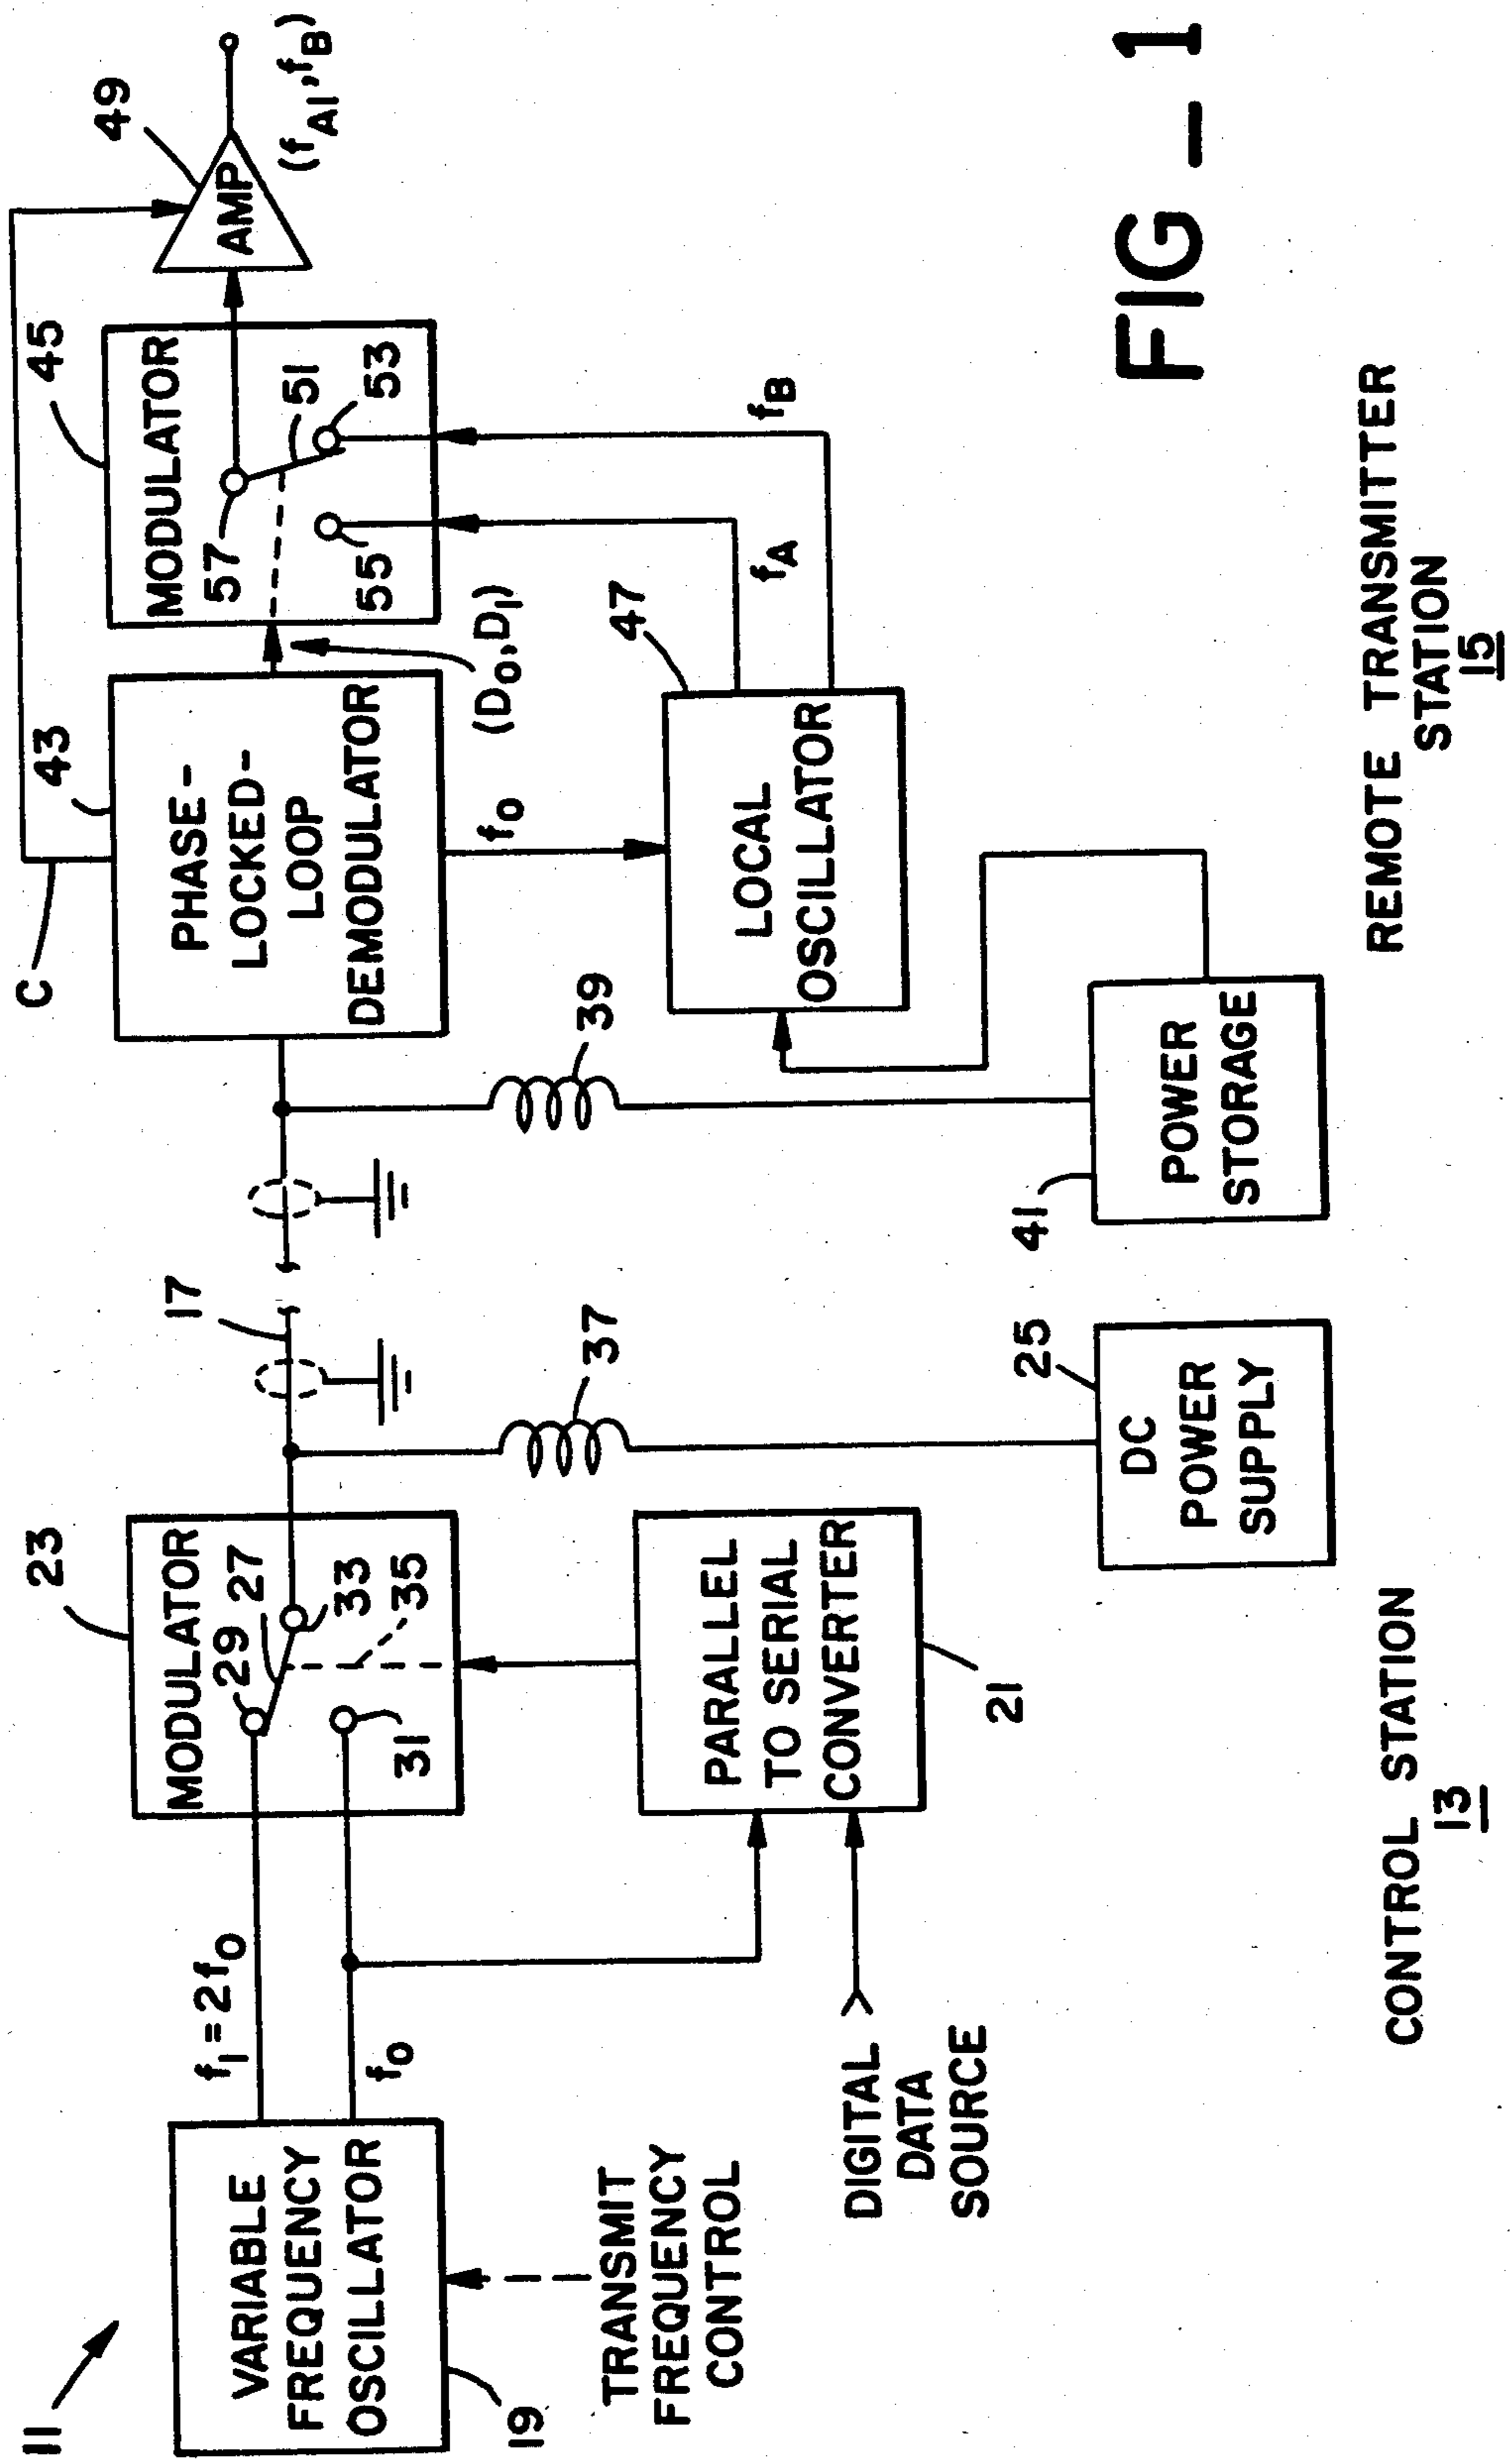 11
VARIABLE
FREQUENCY
OSCILLATOR
19
TRANSMIT
FREQUENCY
CONTROL
f1 = 2f0
f0
DIGITAL
DATA
SOURCE
23
MODULATOR
29
27
33
35
31
PARALLEL
TO SERIAL
CONVERTER
21
17
37
25
DC
POWER
SUPPLY
CONTROL STATION
13
C
43
PHASE-
LOCKED-
LOOP
DEMODULATOR
39
41
POWER
STORAGE
f0
(D0, D1)
47
LOCAL
OSCILLATOR
45
MODULATOR
57
51
53
55
fA
fB
49
AMP
(fA1, fB)
REMOTE TRANSMITTER
STATION
15
FIG - 1